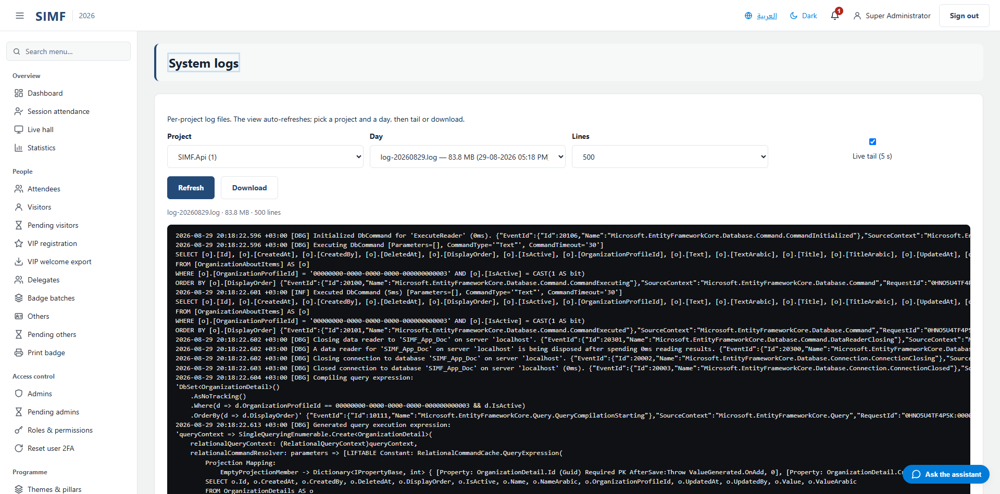 SIMF
2026
العربية
Dark
1
Super Administrator
Sign out
Search menu...
Overview
Dashboard
Session attendance
Live hall
Statistics
People
Attendees
Visitors
Pending visitors
VIP registration
VIP welcome export
Delegates
Badge batches
Others
Pending others
Print badge
Access control
Admins
Pending admins
Roles & permissions
Reset user 2FA
Programme
Themes & pillars
System logs
Per-project log files. The view auto-refreshes; pick a project and a day, then tail or download.
Project
SIMF.Api (1)
Day
log-20260829.log — 83.8 MB (29-08-2026 05:18 PM)
Lines
500
Live tail (5 s)
Refresh
Download
log-20260829.log · 83.8 MB · 500 lines
2026-08-29 20:18:22.596 +03:00 [DBG] Initialized DbCommand for 'ExecuteReader' (0ms). {"EventId":{"Id":20106,"Name":"Microsoft.EntityFrameworkCore.Database.Command.CommandInitialized"},"SourceContext":"Microsoft.En
2026-08-29 20:18:22.596 +03:00 [DBG] Executing DbCommand [Parameters=[], CommandType='"Text"', CommandTimeout='30']
SELECT [o].[Id], [o].[CreatedAt], [o].[CreatedBy], [o].[DeletedAt], [o].[DisplayOrder], [o].[IsActive], [o].[OrganizationProfileId], [o].[Text], [o].[TextArabic], [o].[Title], [o].[TitleArabic], [o].[UpdatedAt],
FROM [OrganizationAboutItems] AS [o]
WHERE [o].[OrganizationProfileId] = '00000000-0000-0000-0000-000000000003' AND [o].[IsActive] = CAST(1 AS bit)
ORDER BY [o].[DisplayOrder] {"EventId":{"Id":20100,"Name":"Microsoft.EntityFrameworkCore.Database.Command.CommandExecuting"},"SourceContext":"Microsoft.EntityFrameworkCore.Database.Command","RequestId":"0HNO5U4TF4P
2026-08-29 20:18:22.601 +03:00 [INF] Executed DbCommand (5ms) [Parameters=[], CommandType='"Text"', CommandTimeout='30']
SELECT [o].[Id], [o].[CreatedAt], [o].[CreatedBy], [o].[DeletedAt], [o].[DisplayOrder], [o].[IsActive], [o].[OrganizationProfileId], [o].[Text], [o].[TextArabic], [o].[Title], [o].[TitleArabic], [o].[UpdatedAt],
FROM [OrganizationAboutItems] AS [o]
WHERE [o].[OrganizationProfileId] = '00000000-0000-0000-0000-000000000003' AND [o].[IsActive] = CAST(1 AS bit)
ORDER BY [o].[DisplayOrder] {"EventId":{"Id":20101,"Name":"Microsoft.EntityFrameworkCore.Database.Command.CommandExecuted"},"SourceContext":"Microsoft.EntityFrameworkCore.Database.Command","RequestId":"0HNO5U4TF4P5
2026-08-29 20:18:22.602 +03:00 [DBG] Closing data reader to 'SIMF_App_Doc' on server 'localhost'. {"EventId":{"Id":20301,"Name":"Microsoft.EntityFrameworkCore.Database.Command.DataReaderClosing"},"SourceContext":"
2026-08-29 20:18:22.602 +03:00 [DBG] A data reader for 'SIMF_App_Doc' on server 'localhost' is being disposed after spending 0ms reading results. {"EventId":{"Id":20300,"Name":"Microsoft.EntityFrameworkCore.Databas
2026-08-29 20:18:22.602 +03:00 [DBG] Closing connection to database 'SIMF_App_Doc' on server 'localhost'. {"EventId":{"Id":20002,"Name":"Microsoft.EntityFrameworkCore.Database.Connection.ConnectionClosing"},"Source
2026-08-29 20:18:22.603 +03:00 [DBG] Closed connection to database 'SIMF_App_Doc' on server 'localhost' (0ms). {"EventId":{"Id":20003,"Name":"Microsoft.EntityFrameworkCore.Database.Connection.ConnectionClosed"},"So
2026-08-29 20:18:22.604 +03:00 [DBG] Compiling query expression:
'DbSet<OrganizationDetail>()
.AsNoTracking()
.Where(d => d.OrganizationProfileId == 00000000-0000-0000-0000-000000000003 && d.IsActive)
.OrderBy(d => d.DisplayOrder)' {"EventId":{"Id":10111,"Name":"Microsoft.EntityFrameworkCore.Query.QueryCompilationStarting"},"SourceContext":"Microsoft.EntityFrameworkCore.Query","RequestId":"0HNO5U4TF4P5K:0000
2026-08-29 20:18:22.613 +03:00 [DBG] Generated query execution expression:
'queryContext => SingleQueryingEnumerable.Create<OrganizationDetail>(
relationalQueryContext: (RelationalQueryContext)queryContext,
relationalCommandResolver: parameters => [LIFTABLE Constant: RelationalCommandCache.QueryExpression(
Projection Mapping:
EmptyProjectionMember -> Dictionary<IPropertyBase, int> { [Property: OrganizationDetail.Id (Guid) Required PK AfterSave:Throw ValueGenerated.OnAdd, 0], [Property: OrganizationDetail.Cr
SELECT o.Id, o.CreatedAt, o.CreatedBy, o.DeletedAt, o.DisplayOrder, o.IsActive, o.Name, o.NameArabic, o.OrganizationProfileId, o.UpdatedAt, o.UpdatedBy, o.Value, o.ValueArabic
FROM OrganizationDetails AS o
Ask the assistant